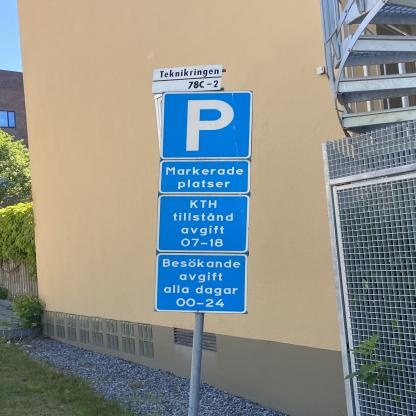 Teknikringen
78C-2
P
Markerade
platser
KTH
tillstånd
avgift
07-18
Besökande
avgift
alla dagar
00-24